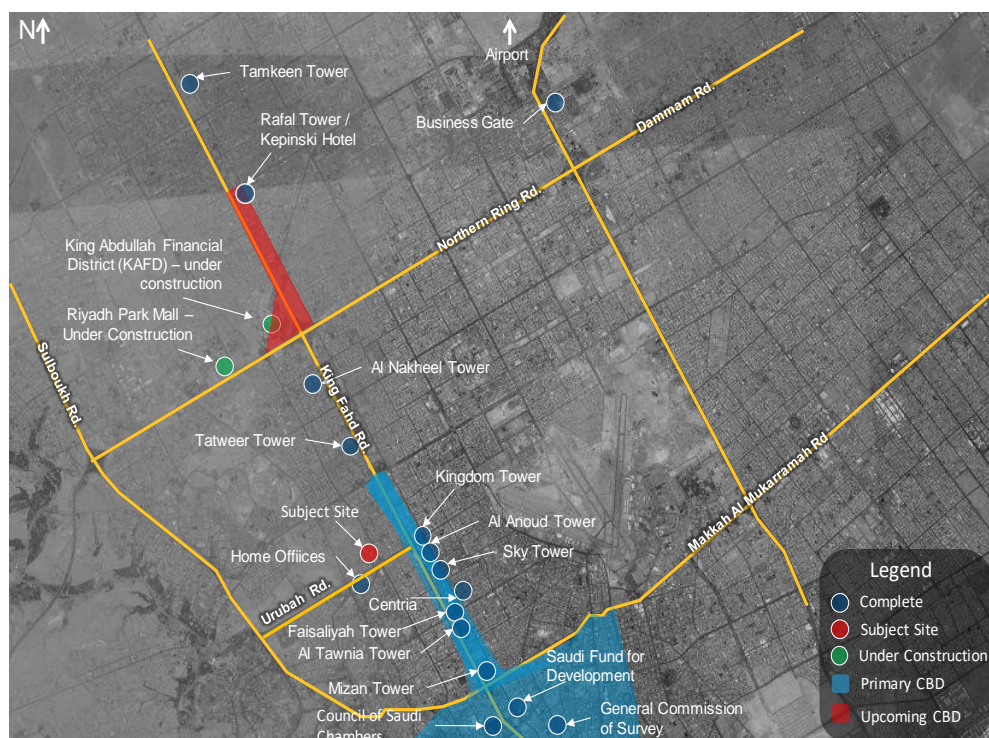 N
Airport
Tamkeen Tower
Business Gate
Dammam Rd.
Rafal Tower /
Kepinski Hotel
Northern Ring Rd.
King Abdullah Financial
District (KAFD) – under
construction
Riyadh Park Mall –
Under Construction
Sulboukh Rd.
Al Nakheel Tower
King Fahd Rd.
Tatweer Tower
Kingdom Tower
Al Anoud Tower
Sky Tower
Makkah Al Mukarramah Rd
Subject Site
Home Offiices
Urubah Rd.
Centria
Faisaliyah Tower
Al Tawnia Tower
Mizan Tower
Saudi Fund for
Development
Council of Saudi
Chambers
General Commission
of Survey
Legend
Complete
Subject Site
Under Construction
Primary CBD
Upcoming CBD